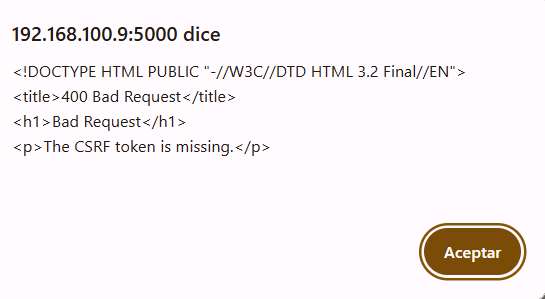 192.168.100.9:5000 dice
<!DOCTYPE HTML PUBLIC "-//W3C//DTD HTML 3.2 Final//EN">
<title>400 Bad Request</title>
<h1>Bad Request</h1>
<p>The CSRF token is missing.</p>
Aceptar